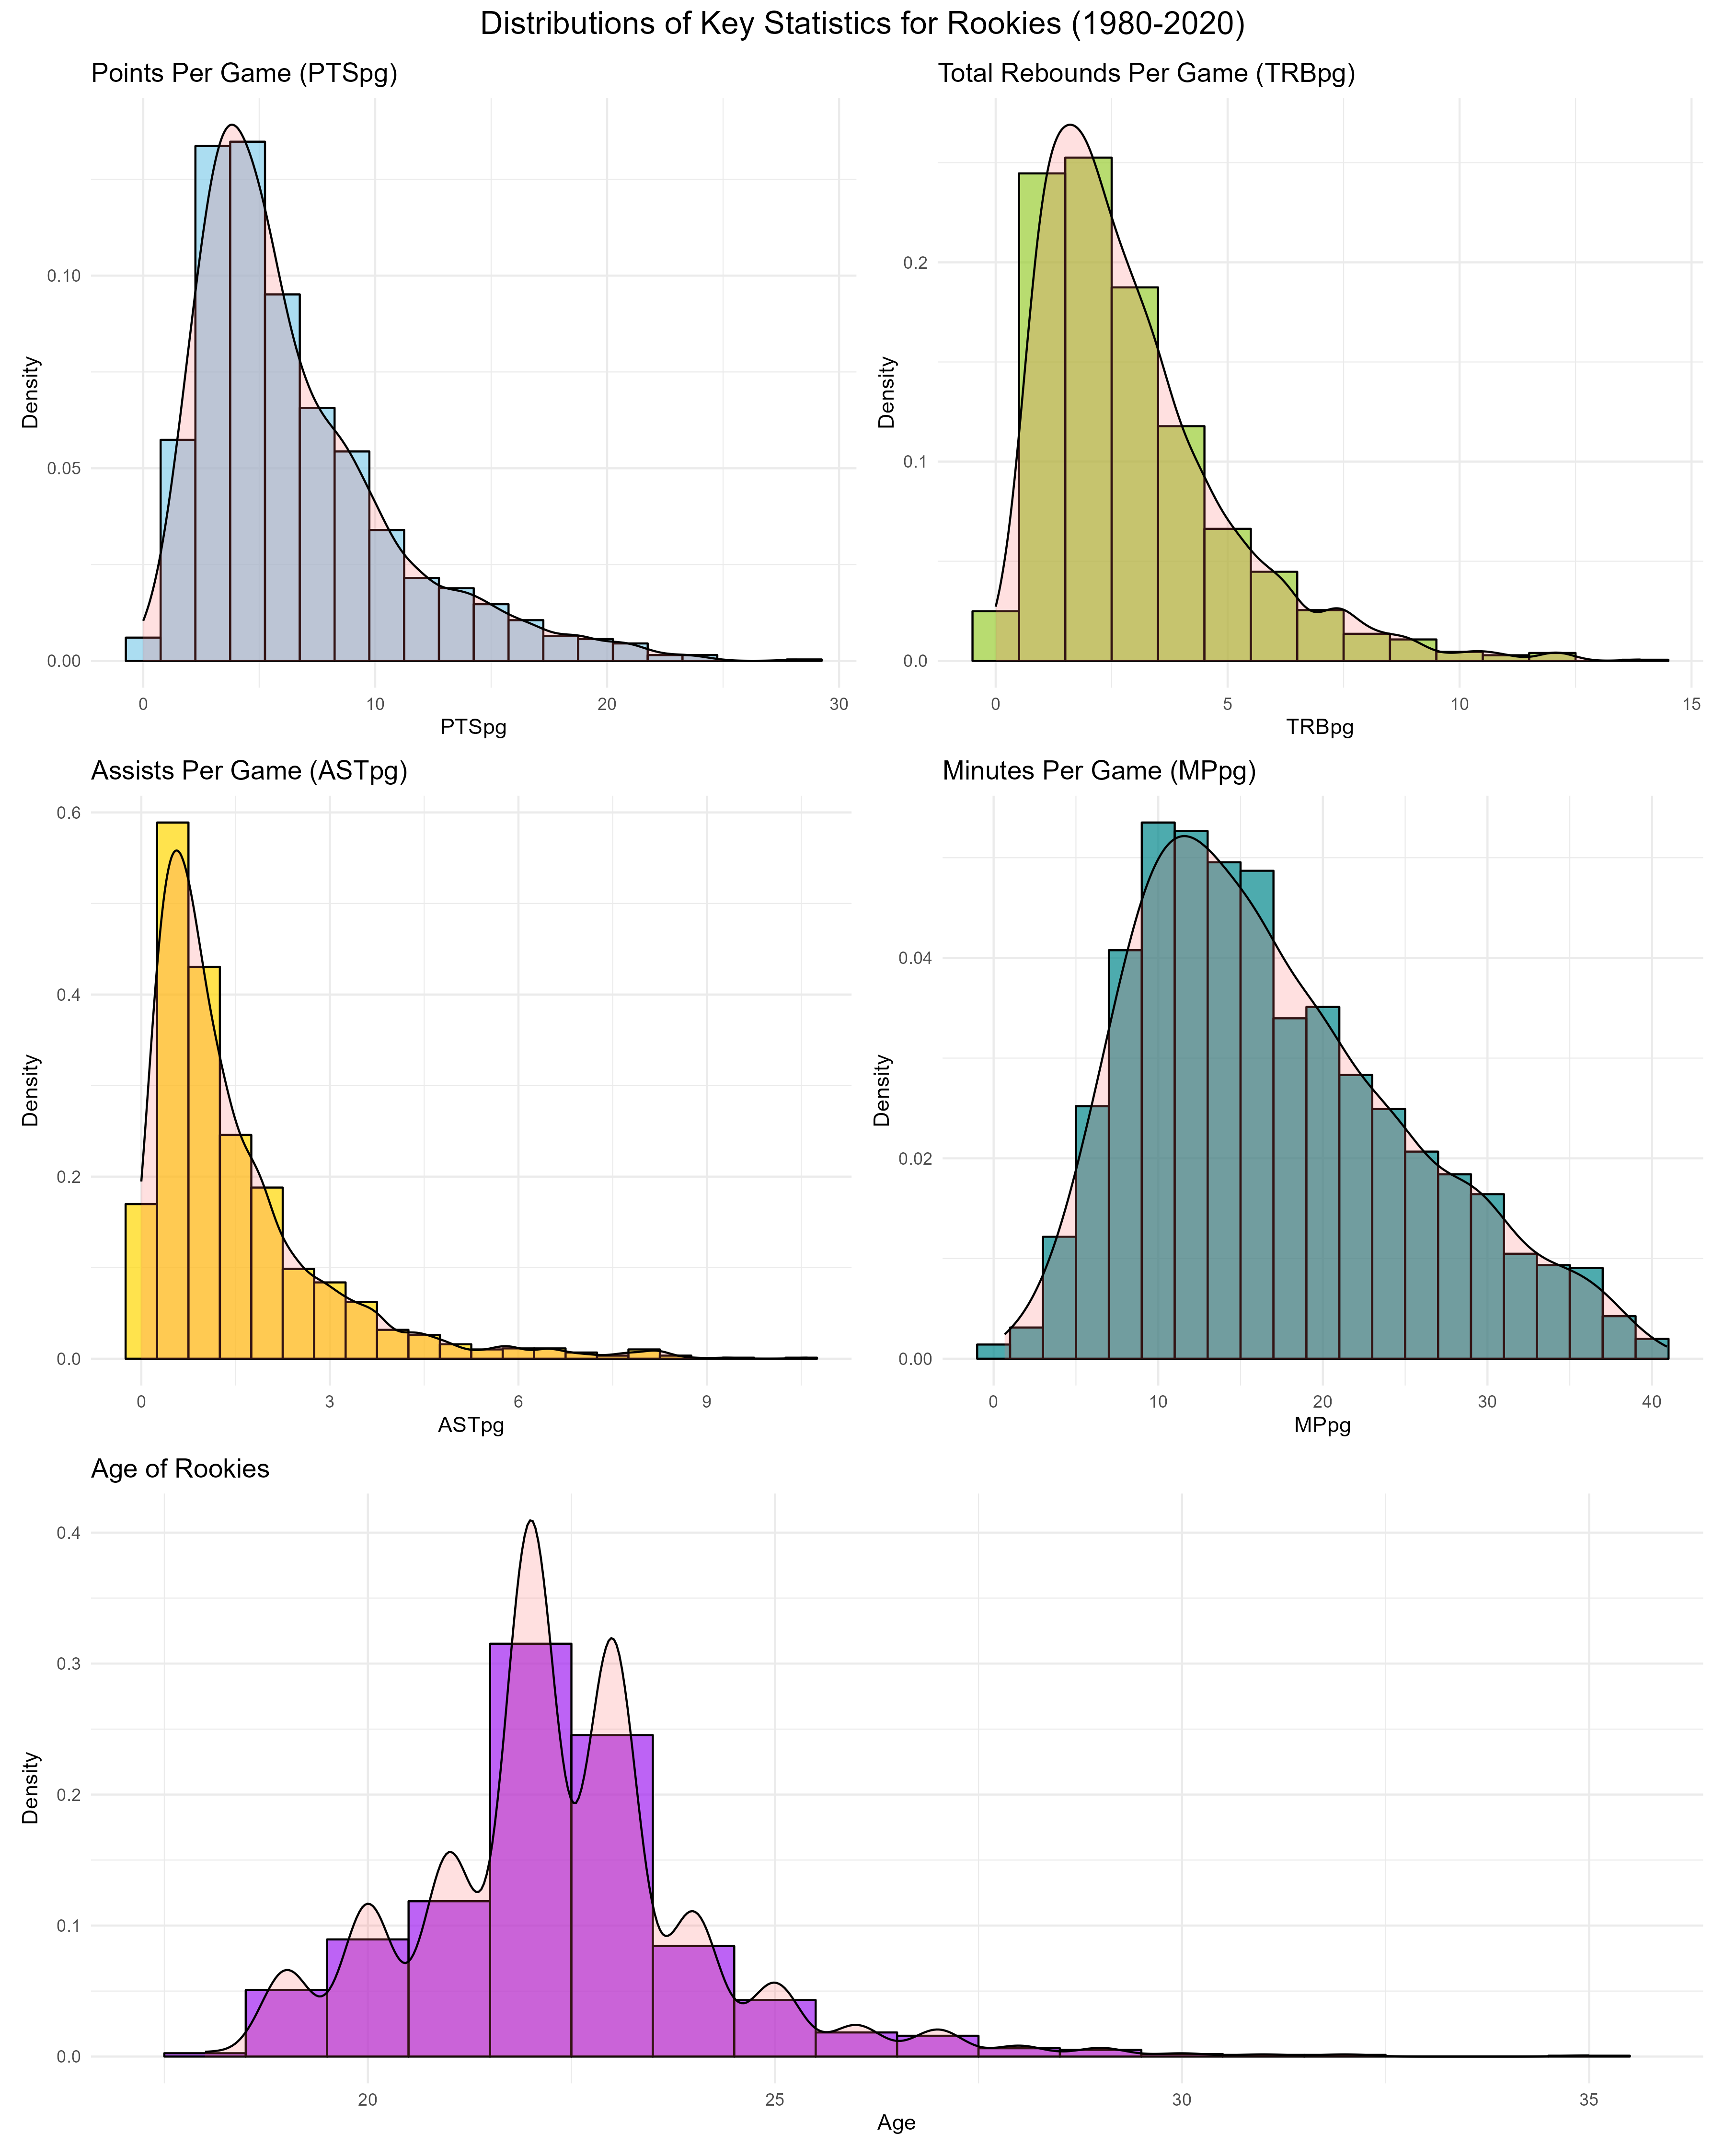 Distributions of Key Statistics for Rookies (1980-2020)
Points Per Game (PTSpg)
Density
0.10
0.05
0.00
0 10 20 30
PTSpg
Total Rebounds Per Game (TRBpg)
Density
0.2
0.1
0.0
0 5 10 15
TRBpg
Assists Per Game (ASTpg)
Density
0.6
0.4
0.2
0.0
0 3 6 9
ASTpg
Minutes Per Game (MPpg)
Density
0.04
0.02
0.00
0 10 20 30 40
MPpg
Age of Rookies
Density
0.4
0.3
0.2
0.1
0.0
20 25 30 35
Age